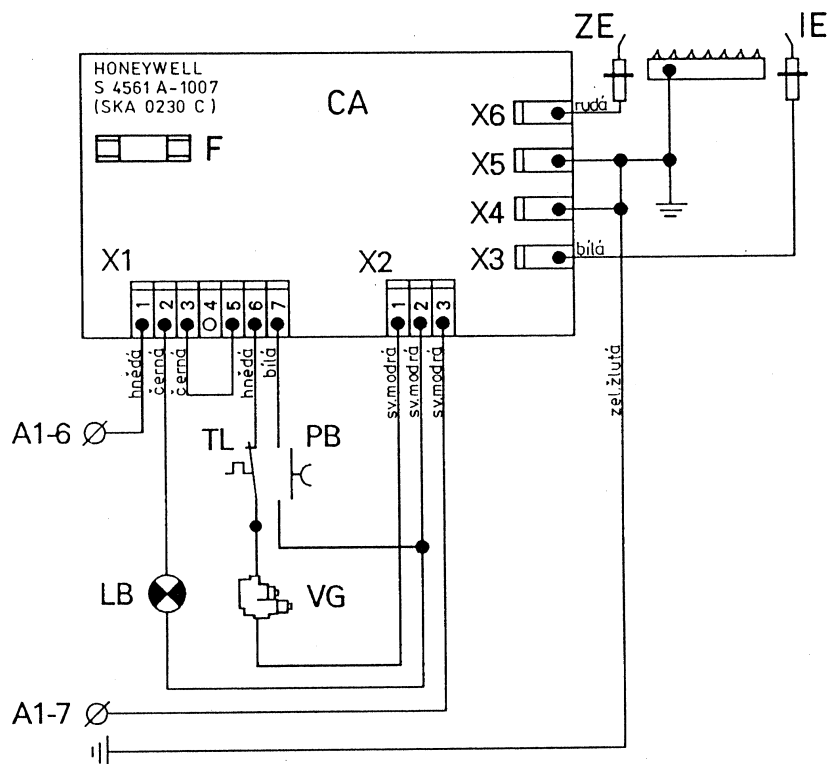 ZE
IE
HONEYWELL
S 4561 A-1007
(SKA 0230 C)
CA
F
X6
rudá
X5
X4
X3
bílá
X1
X2
1
2
3
4
5
6
7
1
2
3
hnědá
černá
černá
hnědá
bílá
sv.modrá
sv.modrá
sv.modrá
zel.žlutá
A1-6
TL
PB
LB
VG
A1-7